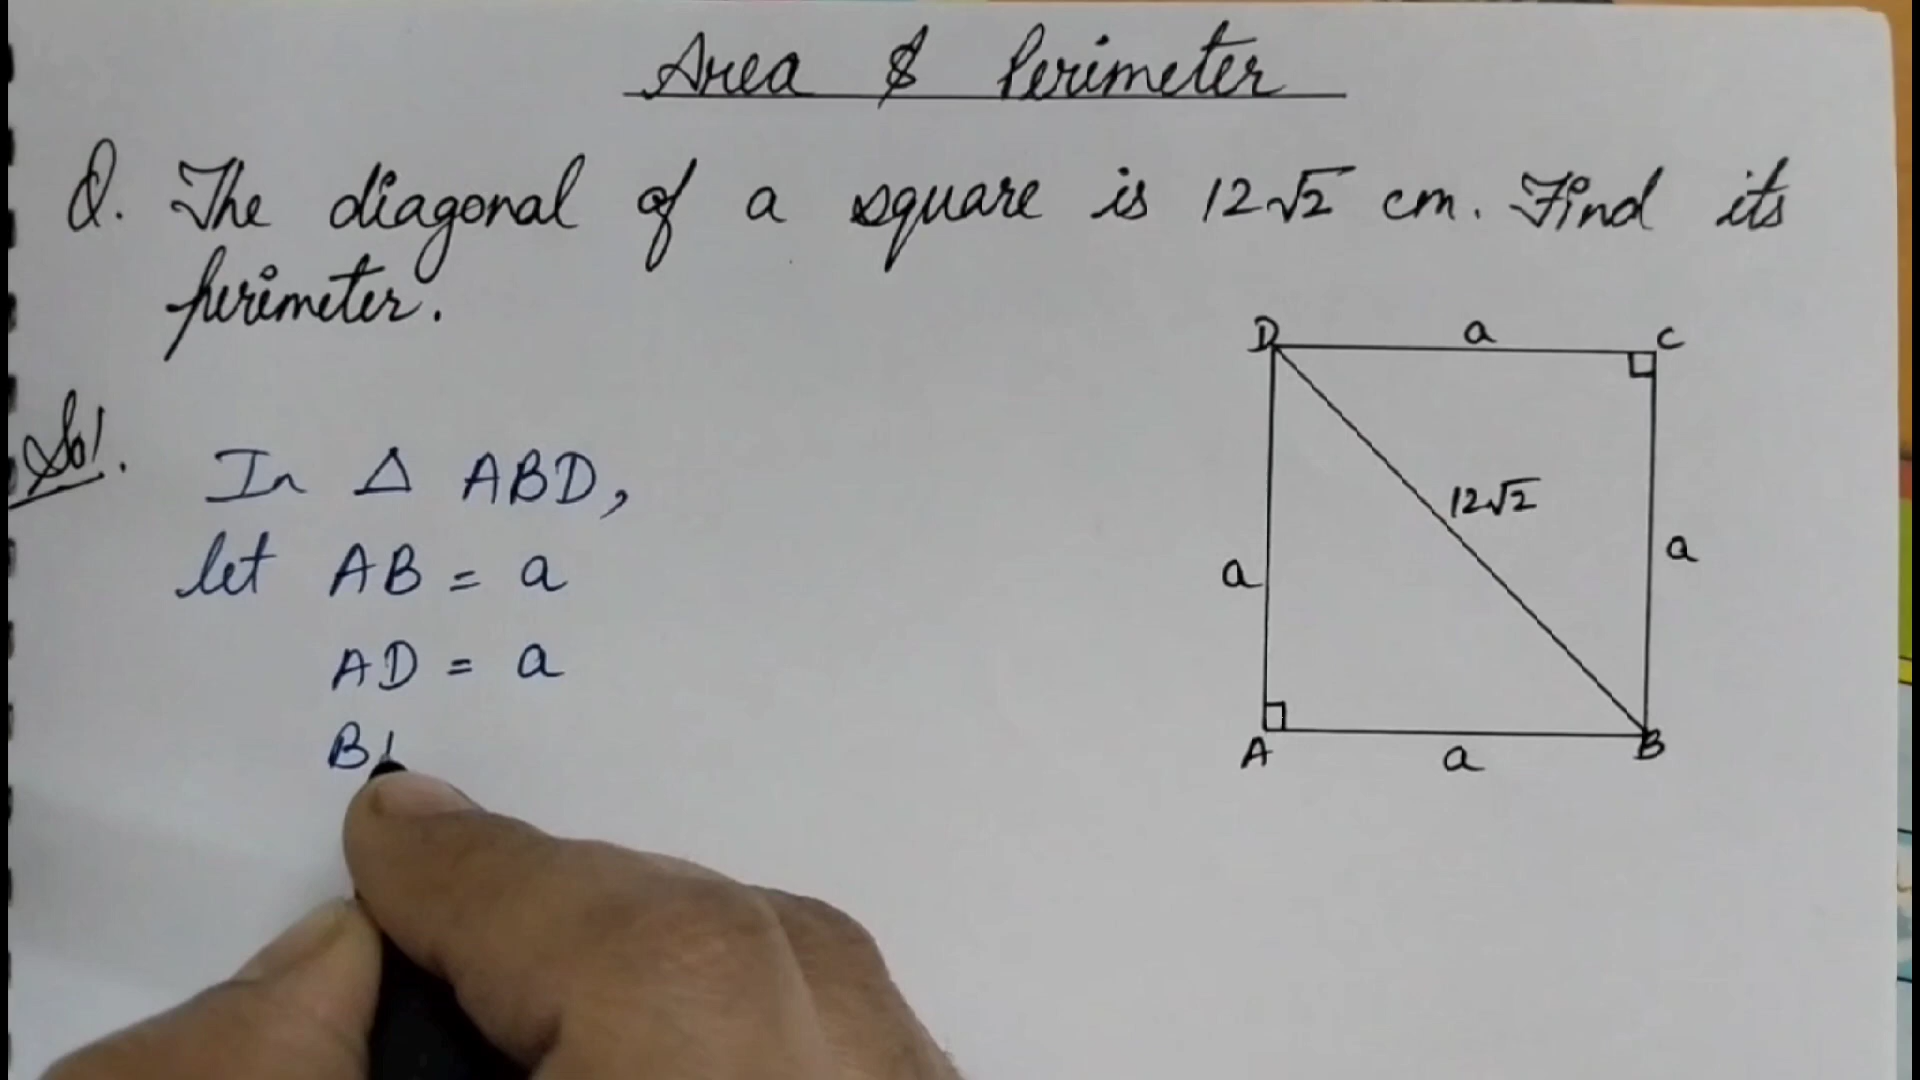 Area & Perimeter
Q. The diagonal of a square is 12√2 cm. Find its
perimeter.
Sol.
In Δ ABD,
let AB = a
AD = a
B
D a C
12√2
a a
A a B